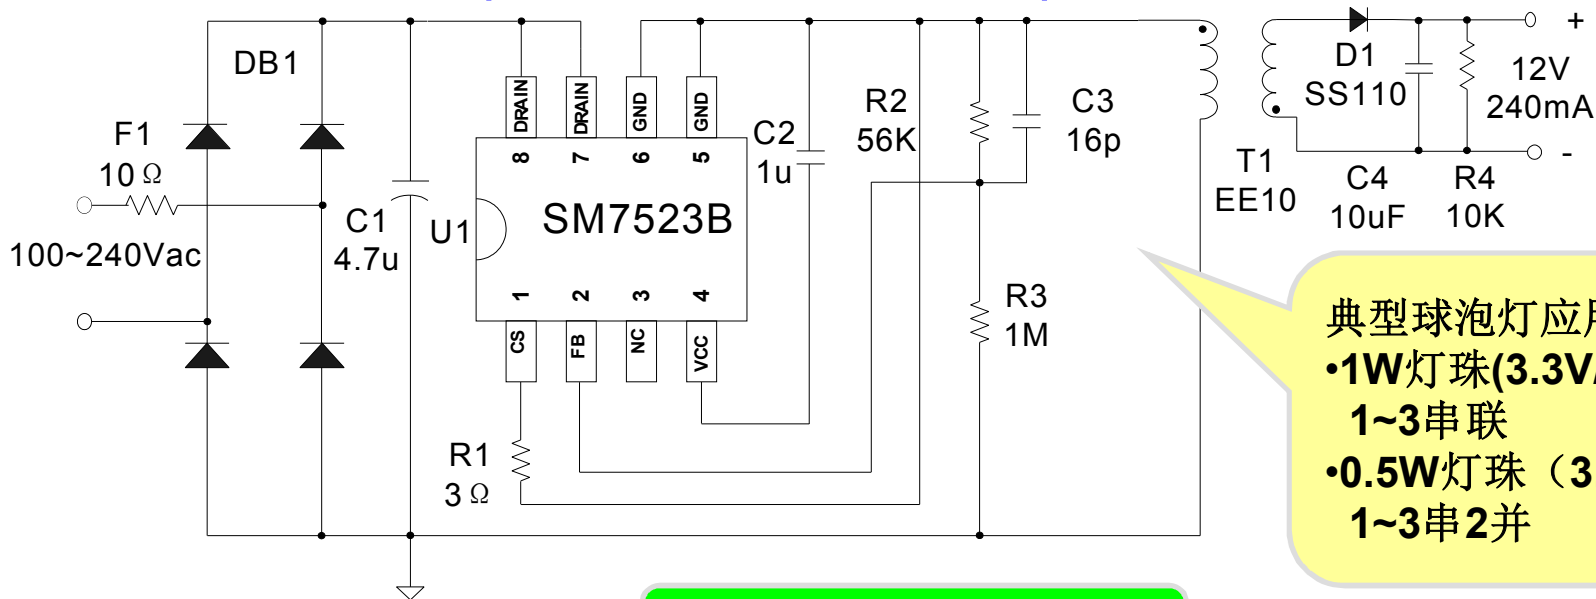 DB1
F1
10 Ω
100~240Vac
C1
4.7u
U1
DRAIN
DRAIN
GND
GND
8
7
6
5
SM7523B
1
2
3
4
CS
FB
NC
VCC
R1
3 Ω
C2
1u
R2
56K
C3
16p
R3
1M
T1
EE10
D1
SS110
C4
10uF
R4
10K
+
12V
240mA
-
典型球泡灯应用
•1W灯珠(3.3V/
1~3串联
•0.5W灯珠（3
1~3串2并